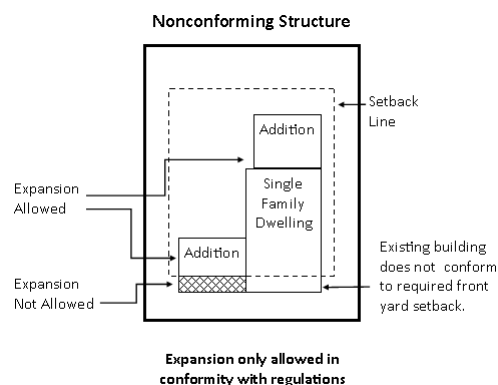 Nonconforming Structure
Setback
Line
Addition
Single
Family
Dwelling
Expansion
Allowed
Addition
Expansion
Not Allowed
Existing building
does not conform
to required front
yard setback.
Expansion only allowed in
conformity with regulations